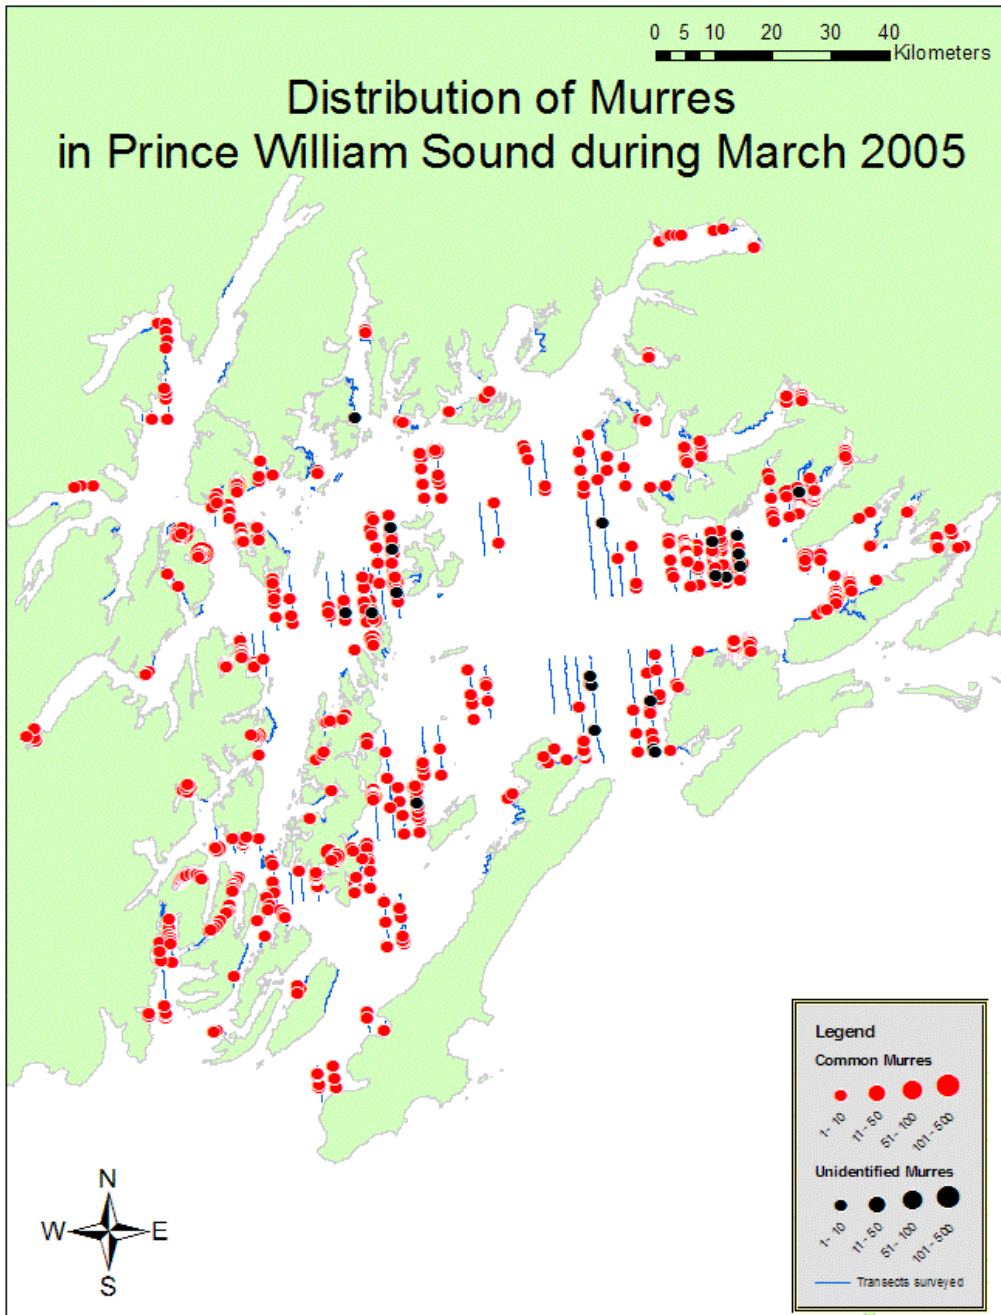 0 5 10 20 30 40
Kilometers
Distribution of Murres
in Prince William Sound during March 2005
Legend
Common Murres
1- 10 11 - 50 51 - 100 101 - 500
Unidentified Murres
1- 10 11 - 50 51 - 100 101 - 500
Transects surveyed
N
W E
S